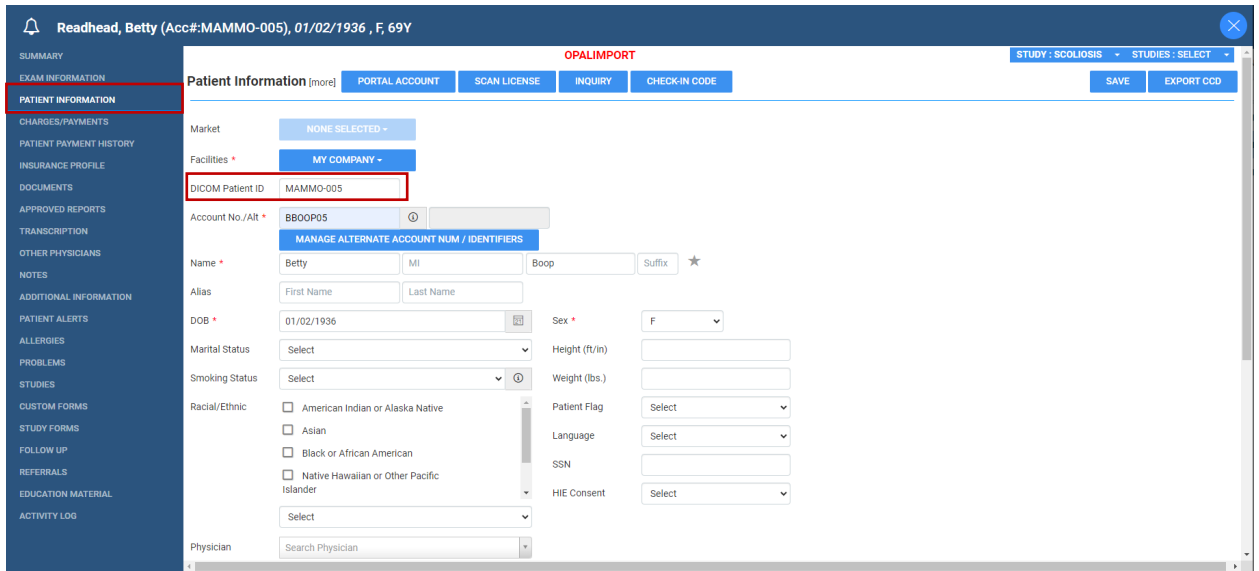 Readhead, Betty (Acc#:MAMMO-005), 01/02/1936 , F, 69Y
SUMMARY
EXAM INFORMATION
PATIENT INFORMATION
CHARGES/PAYMENTS
PATIENT PAYMENT HISTORY
INSURANCE PROFILE
DOCUMENTS
APPROVED REPORTS
TRANSCRIPTION
OTHER PHYSICIANS
NOTES
ADDITIONAL INFORMATION
PATIENT ALERTS
ALLERGIES
PROBLEMS
STUDIES
CUSTOM FORMS
STUDY FORMS
FOLLOW UP
REFERRALS
EDUCATION MATERIAL
ACTIVITY LOG
OPALIMPORT STUDY : SCOLIOSIS STUDIES : SELECT
Patient Information [more] PORTAL ACCOUNT SCAN LICENSE INQUIRY CHECK-IN CODE SAVE EXPORT CCD
Market NONE SELECTED
Facilities * MY COMPANY
DICOM Patient ID MAMMO-005
Account No./Alt * BBOOP05
MANAGE ALTERNATE ACCOUNT NUM / IDENTIFIERS
Name * Betty MI Boop Suffix
Alias First Name Last Name
DOB * 01/02/1936 Sex * F
Marital Status Select Height (ft/in)
Smoking Status Select Weight (lbs.)
Racial/Ethnic American Indian or Alaska Native Patient Flag Select
Asian
Language Select
Black or African American
SSN
Native Hawaiian or Other Pacific
Islander
HIE Consent Select
Select
Physician Search Physician